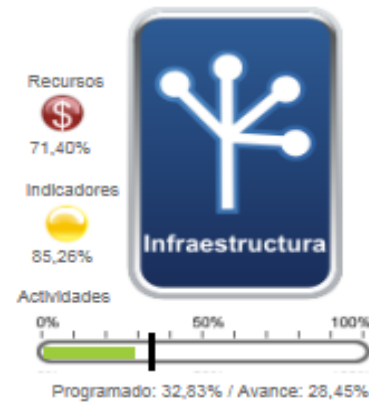 Recursos
$
71,40%
Indicadores
85,26%
Infraestructura
Actividades
0% 50% 100%
Programado: 32,83% / Avance: 28,45%